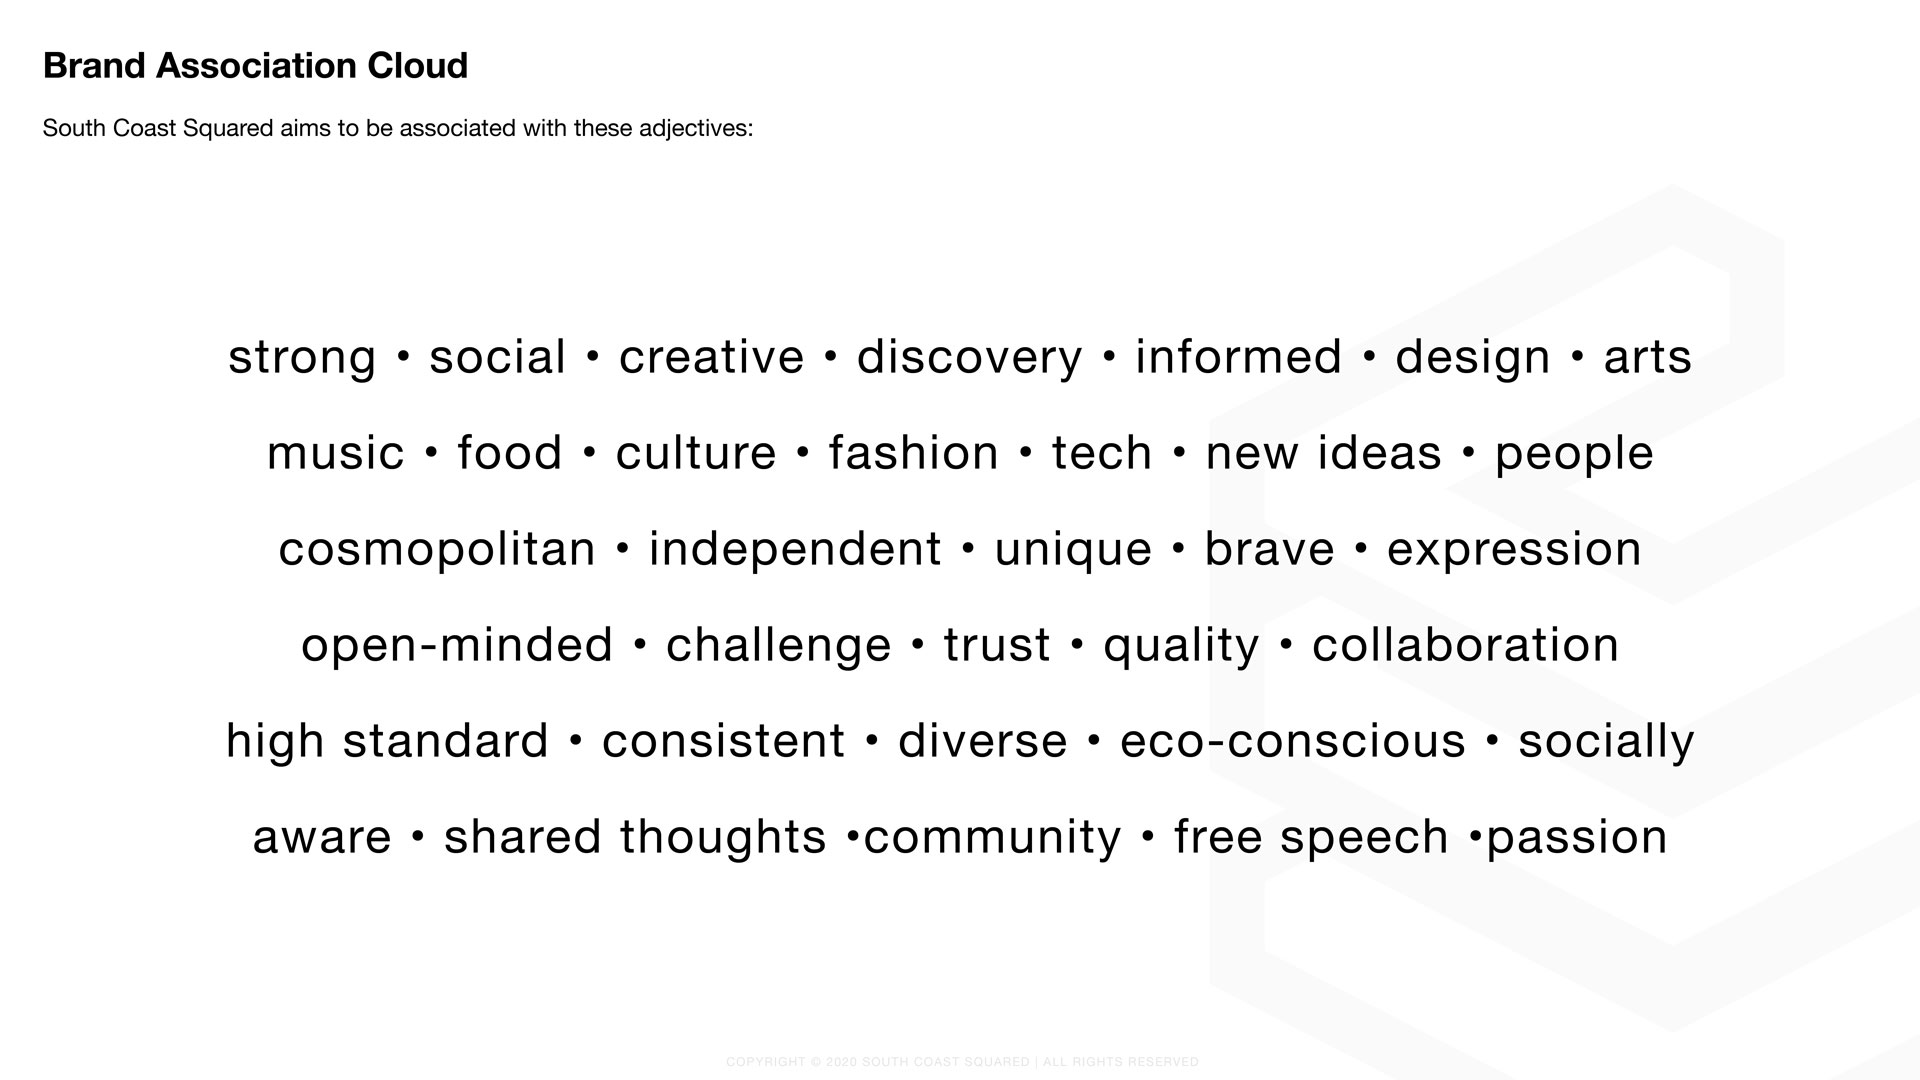 Brand Association Cloud
South Coast Squared aims to be associated with these adjectives:
strong • social • creative • discovery • informed • design • arts
music • food • culture • fashion • tech • new ideas • people
cosmopolitan • independent • unique • brave • expression
open-minded • challenge • trust • quality • collaboration
high standard • consistent • diverse • eco-conscious • socially
aware • shared thoughts •community • free speech •passion
COPYRIGHT © 2020 SOUTH COAST SQUARED | ALL RIGHTS RESERVED